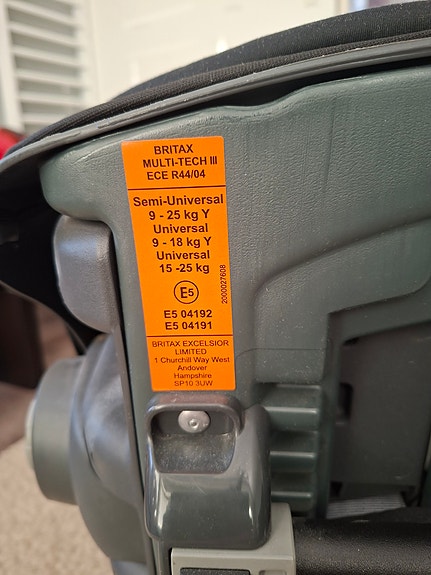 BRITAX
MULTI-TECH III
ECE R44/04
Semi-Universal
9 - 25 kg Y
Universal
9 - 18 kg Y
Universal
15 -25 kg
E5
2000027608
E5 04192
E5 04191
BRITAX EXCELSIOR
LIMITED
1 Churchill Way West
Andover
Hampshire
SP10 3UW